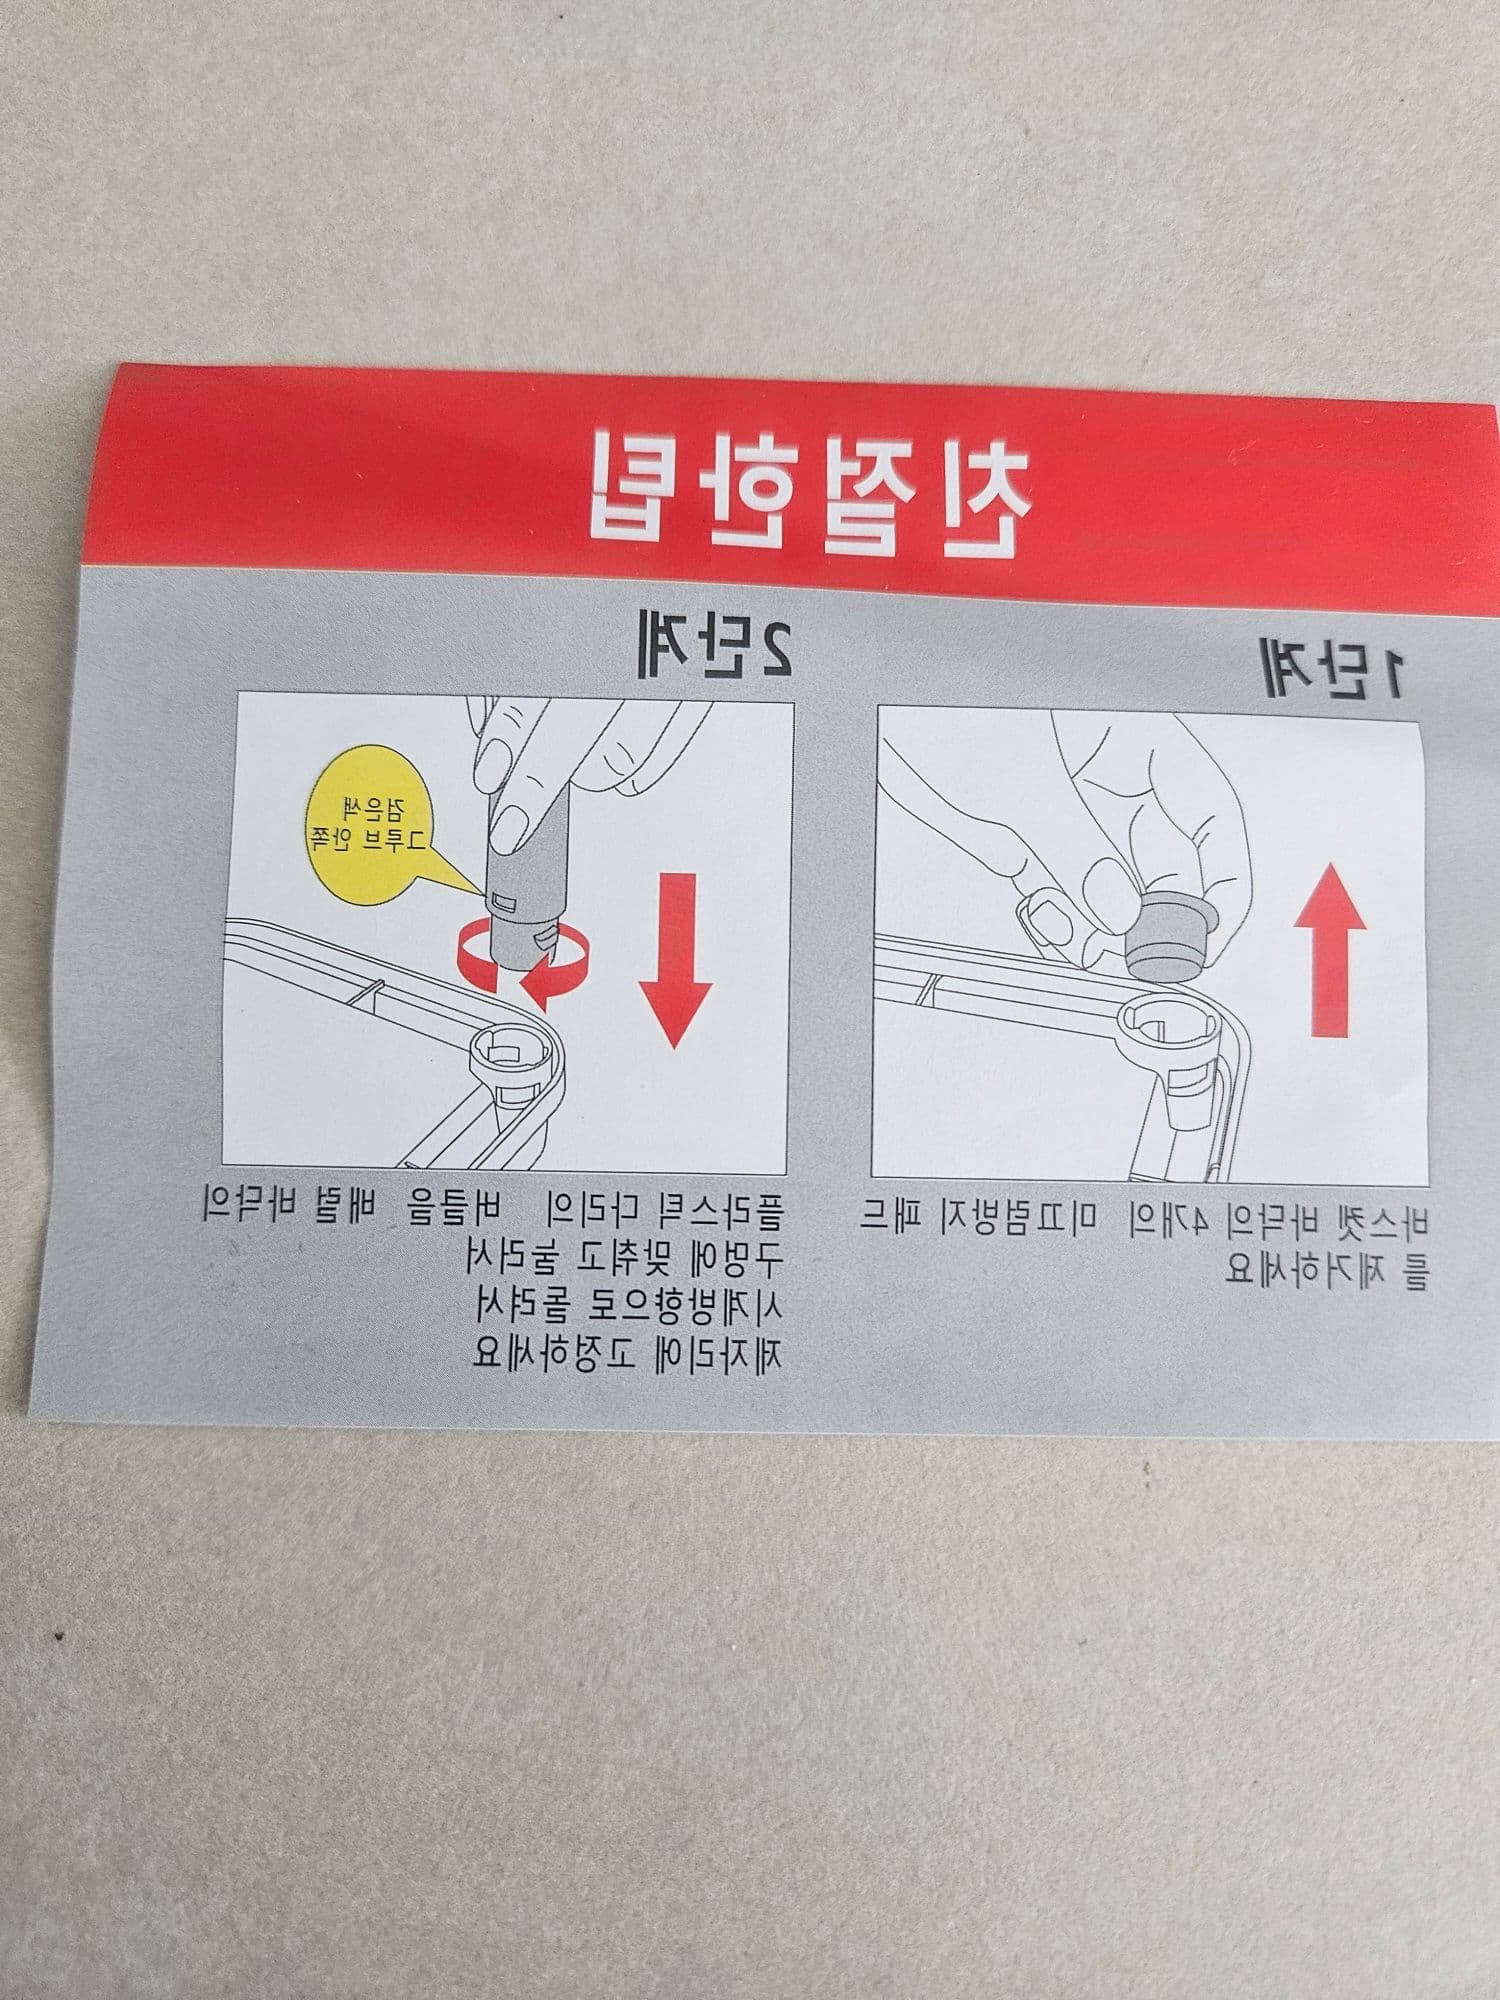 친절한팁
1단계
바스켓 바닥의 4개의 미끄럼방지 패드
를 제거하세요
2단계
검은색
그루브 안쪽
플라스틱 다리의 버클을 배럴 바닥의
구멍에 맞춰고 눌러서
시계방향으로 돌려서
제자리에 고정하세요